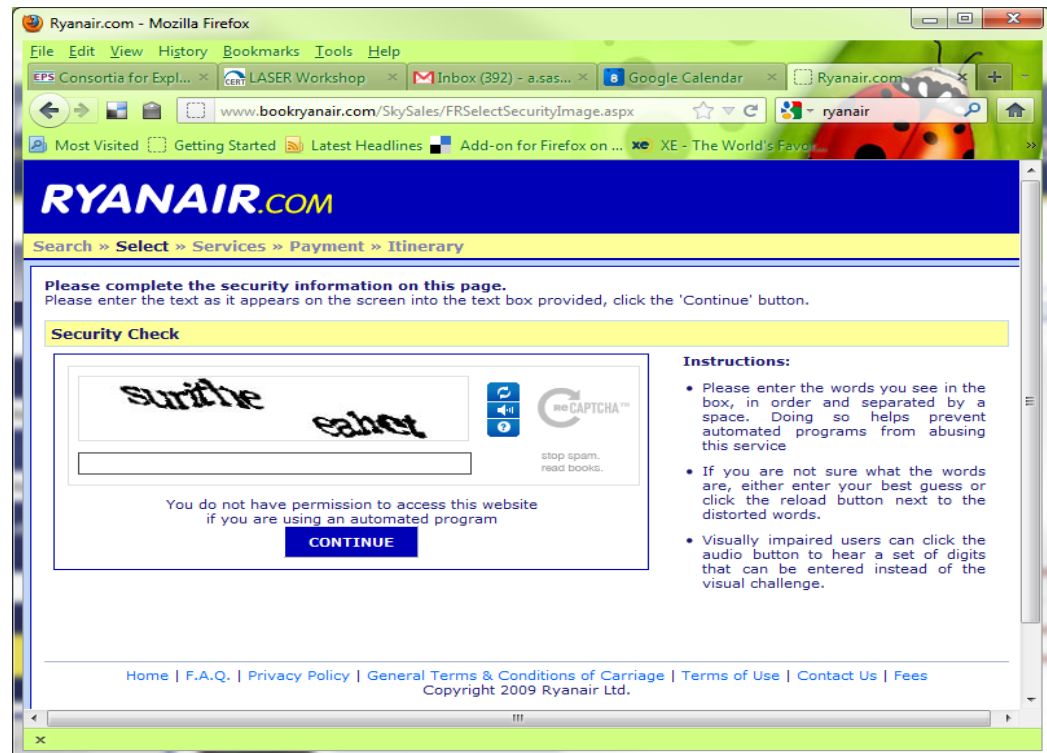 Ryanair.com - Mozilla Firefox
File Edit View History Bookmarks Tools Help
EPS Consortia for Expl... CERT LASER Workshop Inbox (392) - a.sas... 8 Google Calendar Ryanair.com
www.bookryanair.com/SkySales/FRSelectSecurityImage.aspx ryanair
Most Visited Getting Started Latest Headlines Add-on for Firefox on ... xe XE - The World's Favor...
RYANAIR.COM
Search » Select » Services » Payment » Itinerary
Please complete the security information on this page.
Please enter the text as it appears on the screen into the text box provided, click the 'Continue' button.
Security Check
reCAPTCHA™
stop spam.
read books.
You do not have permission to access this website
if you are using an automated program
CONTINUE
Instructions:
• Please enter the words you see in the
box, in order and separated by a
space. Doing so helps prevent
automated programs from abusing
this service
• If you are not sure what the words
are, either enter your best guess or
click the reload button next to the
distorted words.
• Visually impaired users can click the
audio button to hear a set of digits
that can be entered instead of the
visual challenge.
Home | F.A.Q. | Privacy Policy | General Terms & Conditions of Carriage | Terms of Use | Contact Us | Fees
Copyright 2009 Ryanair Ltd.